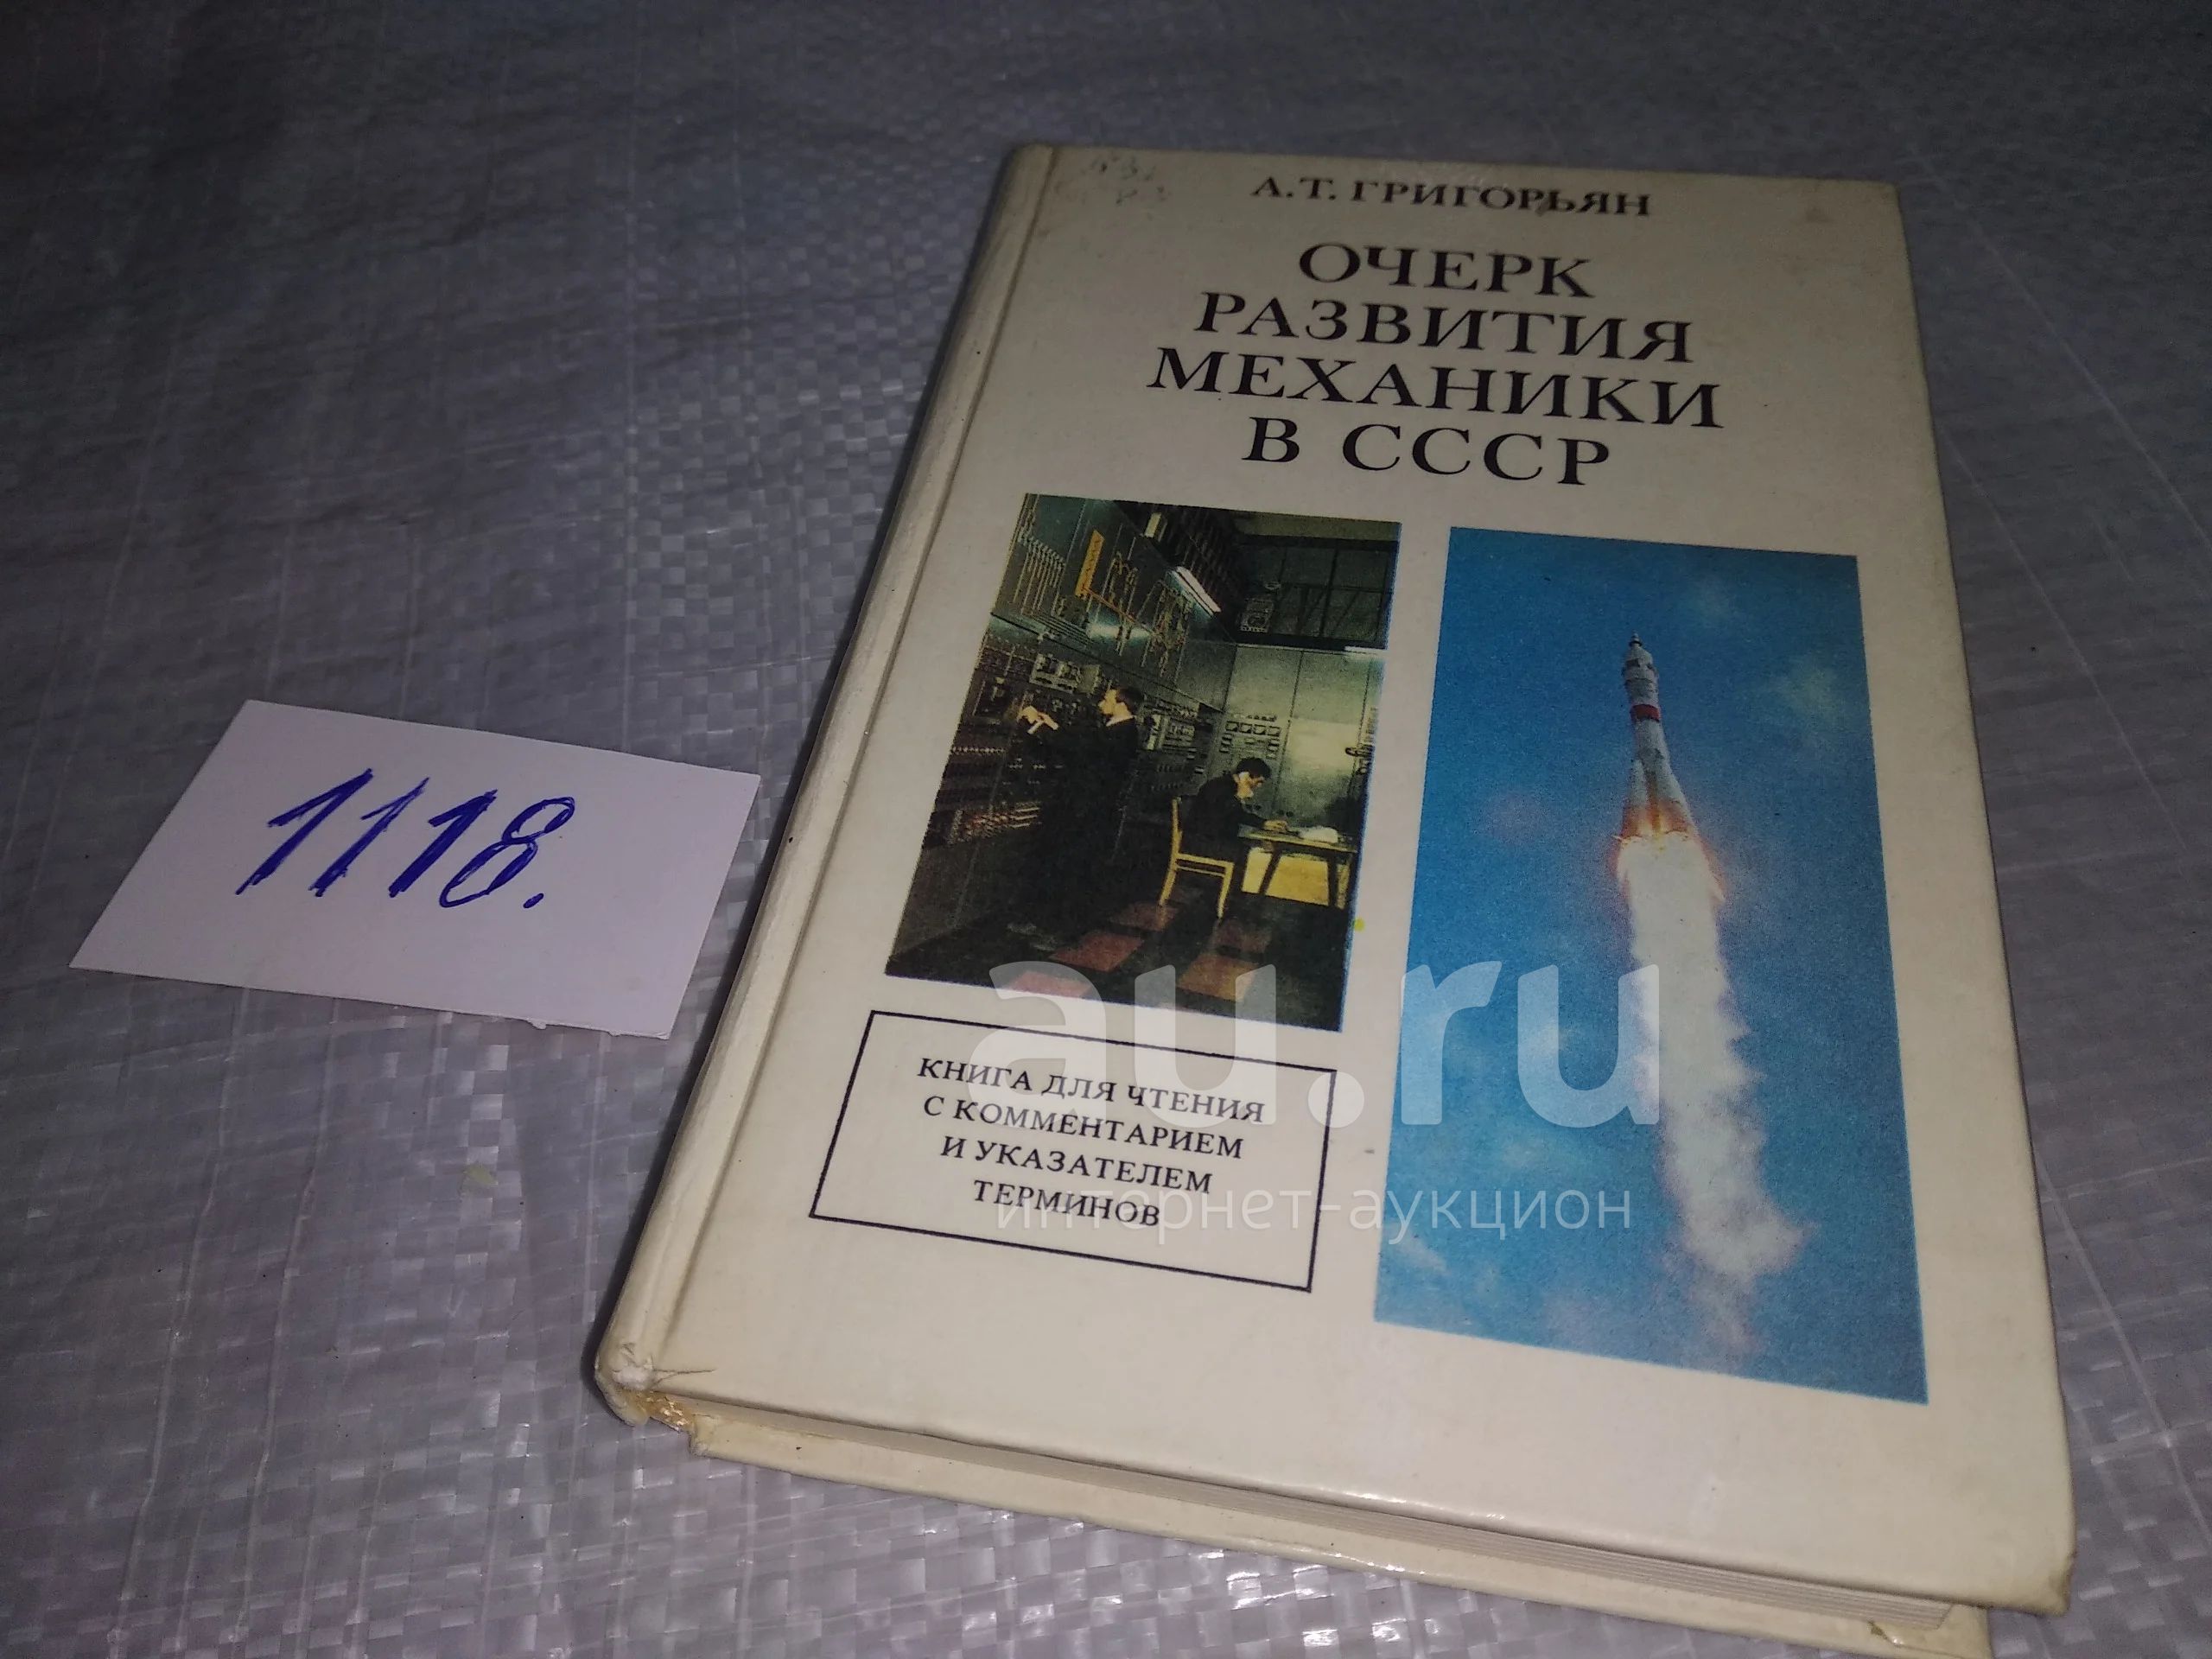 А.Т. ГРИГОРЬЯН
ОЧЕРК
РАЗВИТИЯ
МЕХАНИКИ
В СССР
1118.
КНИГА ДЛЯ ЧТЕНИЯ
С КОММЕНТАРИЕМ
И УКАЗАТЕЛЕМ
ТЕРМИНОВ
au.ru
интернет-аукцион